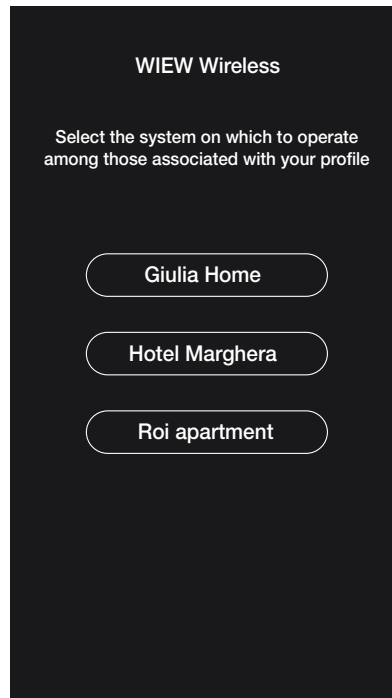 WIEW Wireless
Select the system on which to operate
among those associated with your profile
Giulia Home
Hotel Marghera
Roi apartment